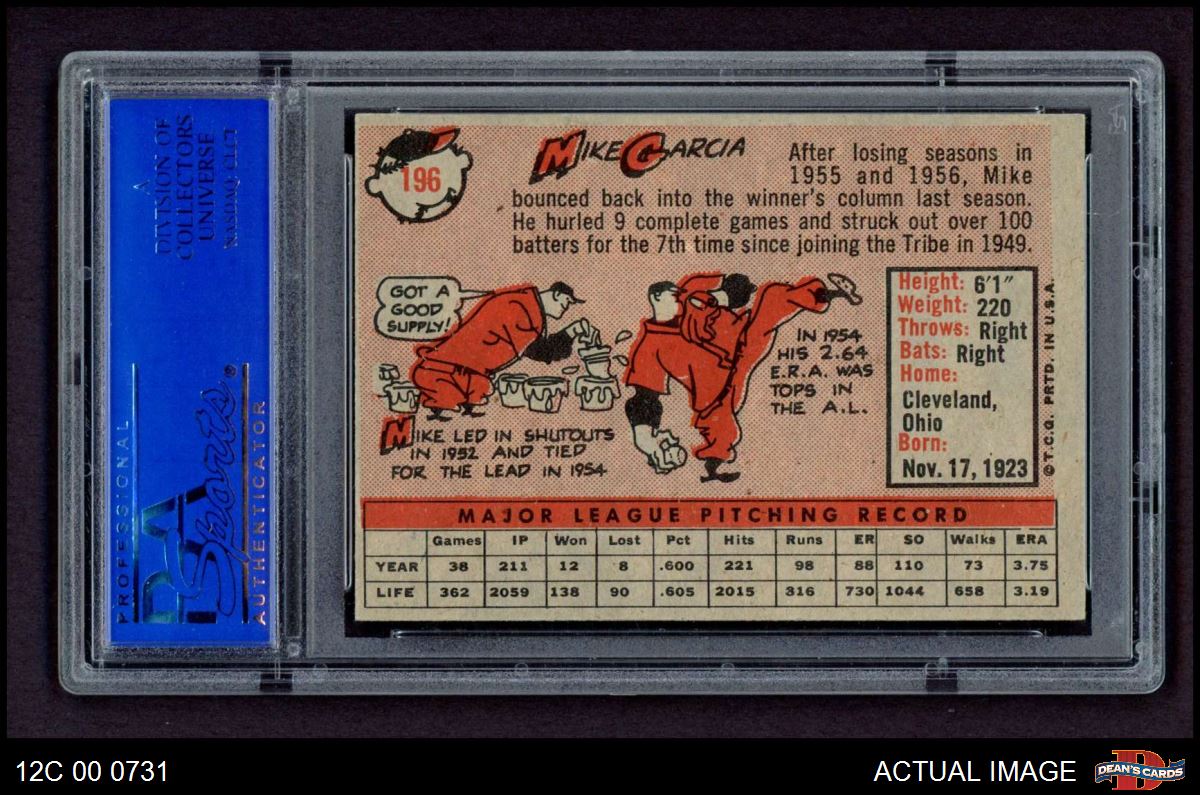 A
DIVISION OF
COLLECTORS
UNIVERSE
NASDAQ: CLCT
PROFESSIONAL
PSA
Sports®
AUTHENTICATOR
196
MIKE GARCIA
After losing seasons in
1955 and 1956, Mike
bounced back into the winner's column last season.
He hurled 9 complete games and struck out over 100
batters for the 7th time since joining the Tribe in 1949.
GOT A
GOOD
SUPPLY!
MIKE LED IN SHUTOUTS
IN 1952 AND TIED
FOR THE LEAD IN 1954
IN 1954
HIS 2.64
E.R.A. WAS
TOPS IN
THE A.L.
Height: 6'1"
Weight: 220
Throws: Right
Bats: Right
Home:
Cleveland,
Ohio
Born:
Nov. 17, 1923
©T.C.G. PRTD. IN U.S.A.
MAJOR LEAGUE PITCHING RECORD
Games IP Won Lost Pct Hits Runs ER SO Walks ERA
YEAR 38 211 12 8 .600 221 98 88 110 73 3.75
LIFE 362 2059 138 90 .605 2015 316 730 1044 658 3.19
12C 00 0731
ACTUAL IMAGE
D
DEAN'S CARDS